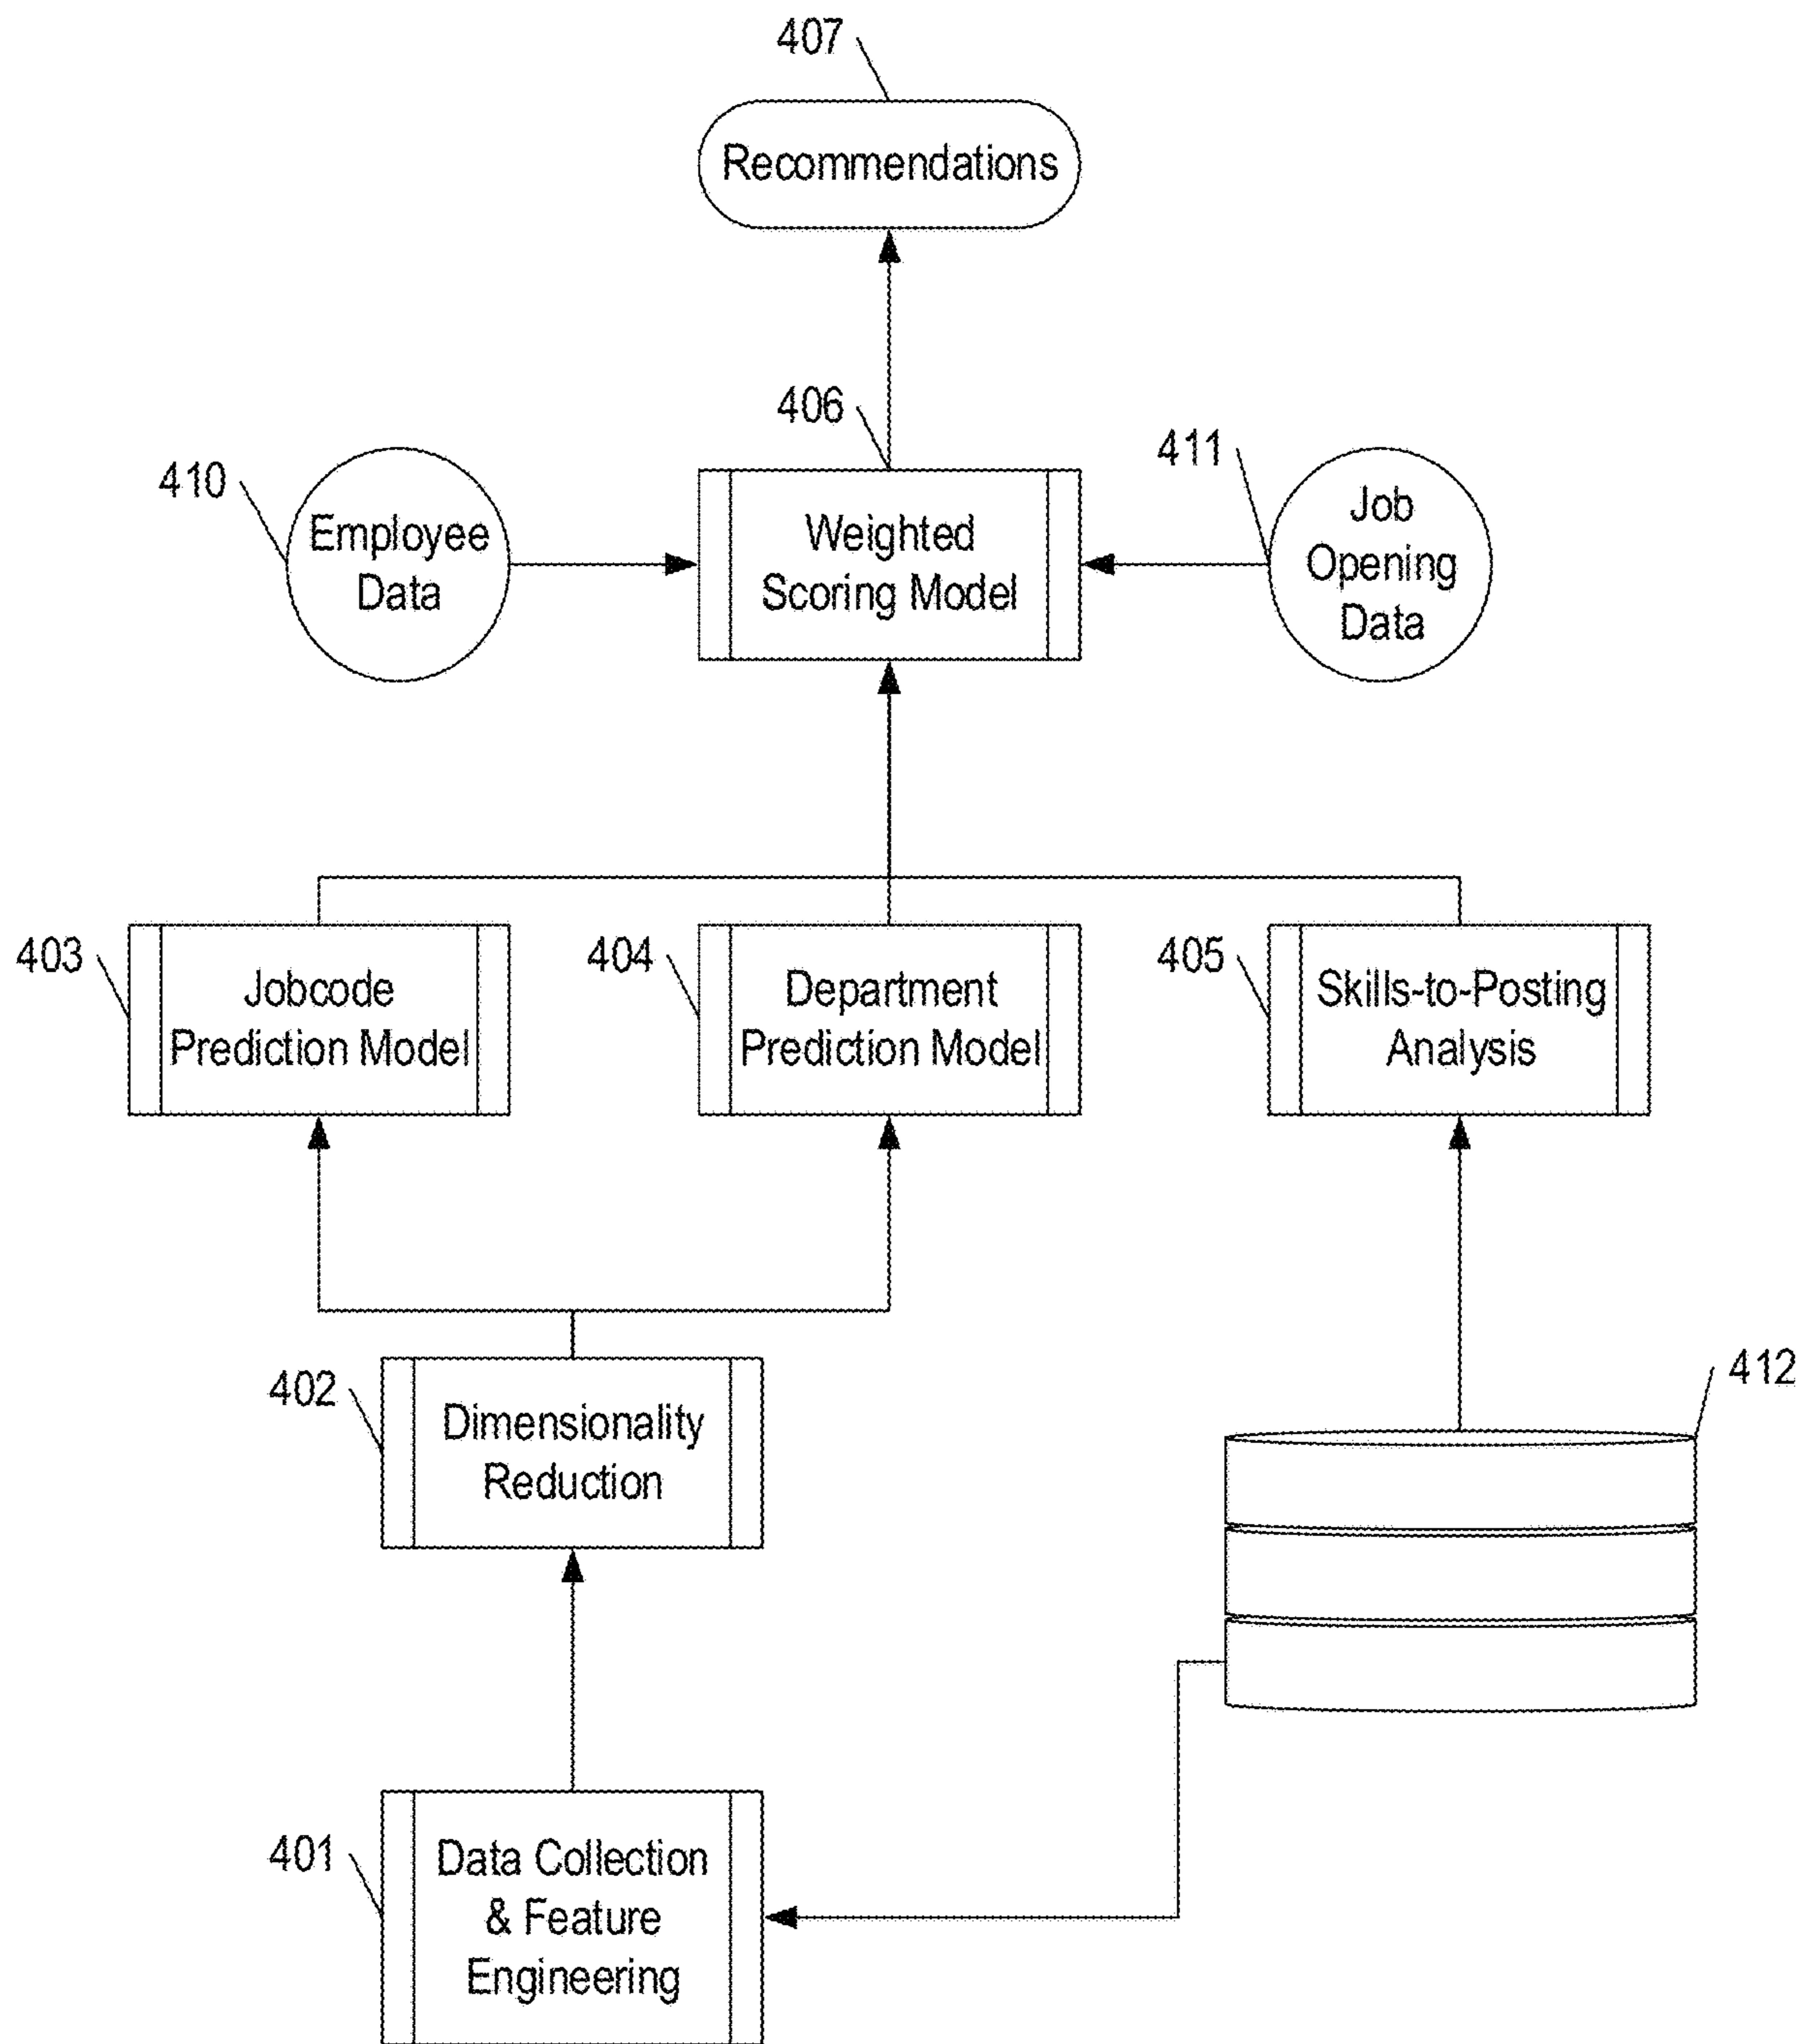 407
Recommendations
406
411
410
Employee
Data
Weighted
Scoring Model
Job
Opening
Data
403
Jobcode
Prediction Model
404
Department
Prediction Model
405
Skills-to-Posting
Analysis
402
Dimensionality
Reduction
412
401
Data Collection
& Feature
Engineering